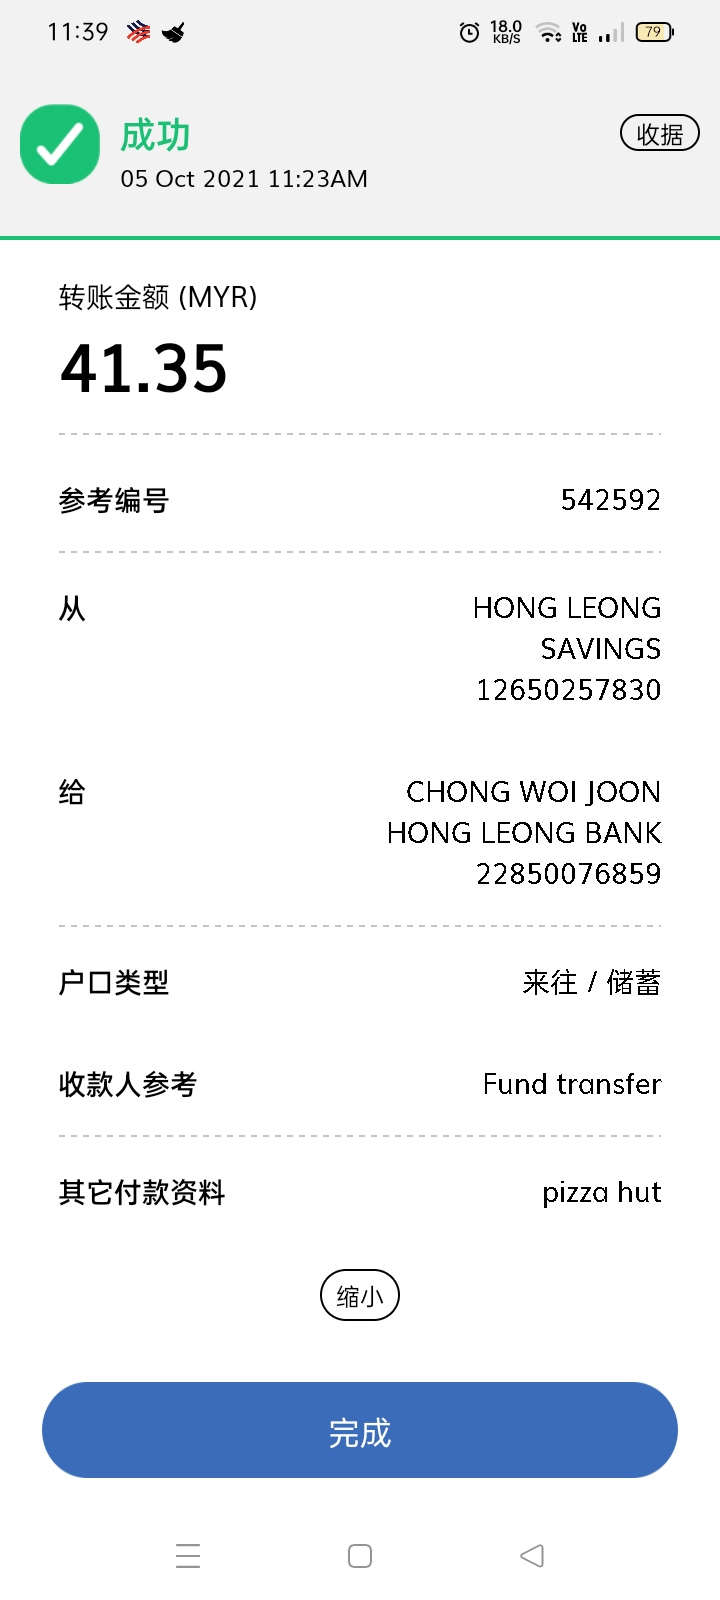 11:39 18.0 KB/S Vo LTE 79
成功
收据
05 Oct 2021 11:23AM
转账金额 (MYR)
41.35
参考编号 542592
从 HONG LEONG
SAVINGS
12650257830
给 CHONG WOI JOON
HONG LEONG BANK
22850076859
户口类型 来往 / 储蓄
收款人参考 Fund transfer
其它付款资料 pizza hut
缩小
完成